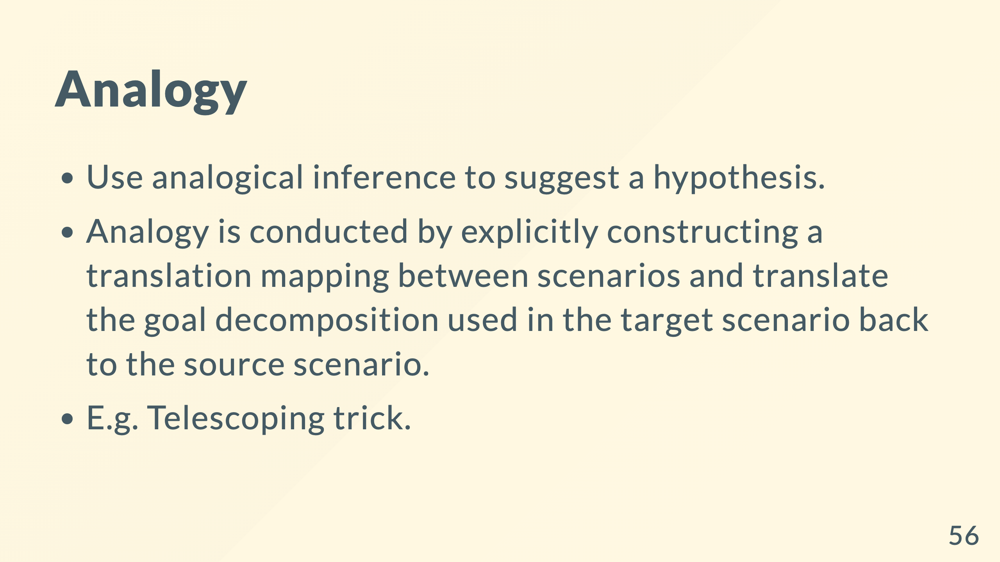 Analogy
• Use analogical inference to suggest a hypothesis.
• Analogy is conducted by explicitly constructing a
translation mapping between scenarios and translate
the goal decomposition used in the target scenario back
to the source scenario.
• E.g. Telescoping trick.
56